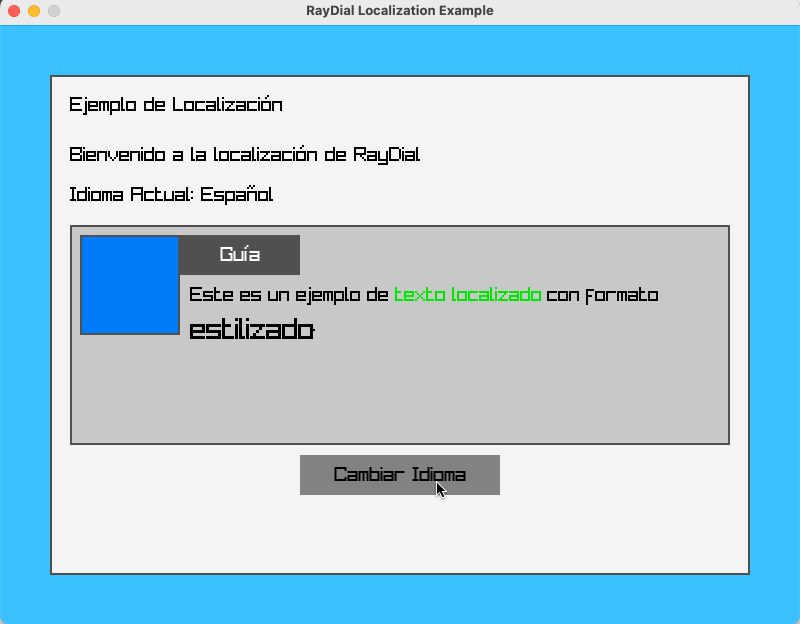 RayDial Localization Example
Ejemplo de Localización
Bienvenido a la localización de RayDial
Idioma Actual: Español
Guía
Este es un ejemplo de texto localizado con formato
estilizado
Cambiar Idioma